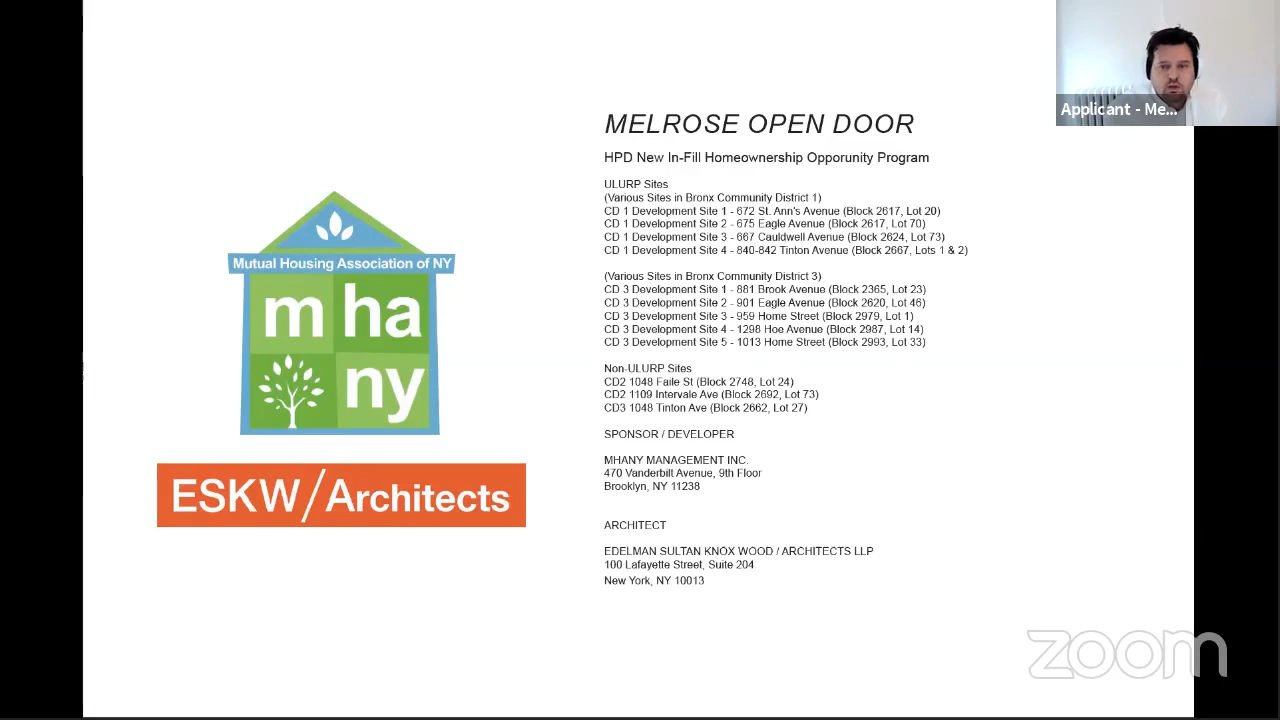 Applicant - Me...
MELROSE OPEN DOOR
HPD New In-Fill Homeownership Opporunity Program
ULURP Sites
(Various Sites in Bronx Community District 1)
CD 1 Development Site 1 - 672 St. Ann's Avenue (Block 2617, Lot 20)
CD 1 Development Site 2 - 675 Eagle Avenue (Block 2617, Lot 70)
CD 1 Development Site 3 - 667 Cauldwell Avenue (Block 2624, Lot 73)
CD 1 Development Site 4 - 840-842 Tinton Avenue (Block 2667, Lots 1 & 2)
(Various Sites in Bronx Community District 3)
CD 3 Development Site 1 - 881 Brook Avenue (Block 2365, Lot 23)
CD 3 Development Site 2 - 901 Eagle Avenue (Block 2620, Lot 46)
CD 3 Development Site 3 - 959 Home Street (Block 2979, Lot 1)
CD 3 Development Site 4 - 1298 Hoe Avenue (Block 2987, Lot 14)
CD 3 Development Site 5 - 1013 Home Street (Block 2993, Lot 33)
Non-ULURP Sites
CD2 1048 Faile St (Block 2748, Lot 24)
CD2 1109 Intervale Ave (Block 2692, Lot 73)
CD3 1048 Tinton Ave (Block 2662, Lot 27)
SPONSOR / DEVELOPER
MHANY MANAGEMENT INC.
470 Vanderbilt Avenue, 9th Floor
Brooklyn, NY 11238
ARCHITECT
EDELMAN SULTAN KNOX WOOD / ARCHITECTS LLP
100 Lafayette Street, Suite 204
New York, NY 10013
Mutual Housing Association of NY
m ha
ny
ESKW/Architects
zoom